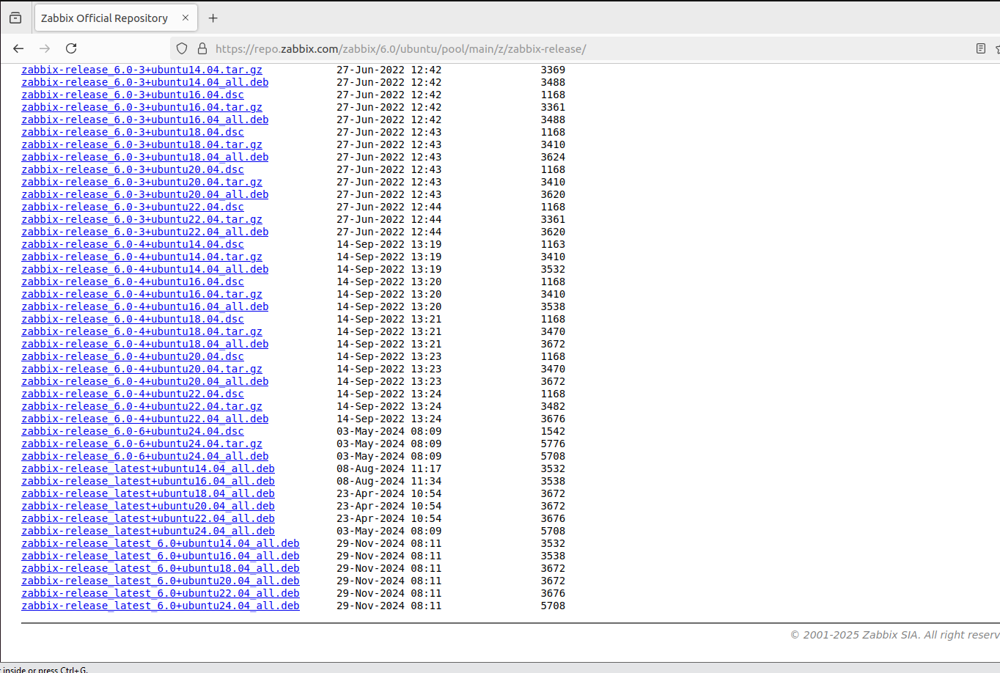 Zabbix Official Repository
https://repo.zabbix.com/zabbix/6.0/ubuntu/pool/main/z/zabbix-release/
zabbix-release_6.0-3+ubuntu14.04.tar.gz 27-Jun-2022 12:42 3369
zabbix-release_6.0-3+ubuntu14.04_all.deb 27-Jun-2022 12:42 3488
zabbix-release_6.0-3+ubuntu16.04.dsc 27-Jun-2022 12:42 1168
zabbix-release_6.0-3+ubuntu16.04.tar.gz 27-Jun-2022 12:42 3361
zabbix-release_6.0-3+ubuntu16.04_all.deb 27-Jun-2022 12:42 3488
zabbix-release_6.0-3+ubuntu18.04.dsc 27-Jun-2022 12:43 1168
zabbix-release_6.0-3+ubuntu18.04.tar.gz 27-Jun-2022 12:43 3410
zabbix-release_6.0-3+ubuntu18.04_all.deb 27-Jun-2022 12:43 3624
zabbix-release_6.0-3+ubuntu20.04.dsc 27-Jun-2022 12:43 1168
zabbix-release_6.0-3+ubuntu20.04.tar.gz 27-Jun-2022 12:43 3410
zabbix-release_6.0-3+ubuntu20.04_all.deb 27-Jun-2022 12:43 3620
zabbix-release_6.0-3+ubuntu22.04.dsc 27-Jun-2022 12:44 1168
zabbix-release_6.0-3+ubuntu22.04.tar.gz 27-Jun-2022 12:44 3361
zabbix-release_6.0-3+ubuntu22.04_all.deb 27-Jun-2022 12:44 3620
zabbix-release_6.0-4+ubuntu14.04.dsc 14-Sep-2022 13:19 1163
zabbix-release_6.0-4+ubuntu14.04.tar.gz 14-Sep-2022 13:19 3410
zabbix-release_6.0-4+ubuntu14.04_all.deb 14-Sep-2022 13:19 3532
zabbix-release_6.0-4+ubuntu16.04.dsc 14-Sep-2022 13:20 1168
zabbix-release_6.0-4+ubuntu16.04.tar.gz 14-Sep-2022 13:20 3410
zabbix-release_6.0-4+ubuntu16.04_all.deb 14-Sep-2022 13:20 3538
zabbix-release_6.0-4+ubuntu18.04.dsc 14-Sep-2022 13:21 1168
zabbix-release_6.0-4+ubuntu18.04.tar.gz 14-Sep-2022 13:21 3470
zabbix-release_6.0-4+ubuntu18.04_all.deb 14-Sep-2022 13:21 3672
zabbix-release_6.0-4+ubuntu20.04.dsc 14-Sep-2022 13:23 1168
zabbix-release_6.0-4+ubuntu20.04.tar.gz 14-Sep-2022 13:23 3470
zabbix-release_6.0-4+ubuntu20.04_all.deb 14-Sep-2022 13:23 3672
zabbix-release_6.0-4+ubuntu22.04.dsc 14-Sep-2022 13:24 1168
zabbix-release_6.0-4+ubuntu22.04.tar.gz 14-Sep-2022 13:24 3482
zabbix-release_6.0-4+ubuntu22.04_all.deb 14-Sep-2022 13:24 3676
zabbix-release_6.0-6+ubuntu24.04.dsc 03-May-2024 08:09 1542
zabbix-release_6.0-6+ubuntu24.04.tar.gz 03-May-2024 08:09 5776
zabbix-release_6.0-6+ubuntu24.04_all.deb 03-May-2024 08:09 5708
zabbix-release_latest+ubuntu14.04_all.deb 08-Aug-2024 11:17 3532
zabbix-release_latest+ubuntu16.04_all.deb 08-Aug-2024 11:34 3538
zabbix-release_latest+ubuntu18.04_all.deb 23-Apr-2024 10:54 3672
zabbix-release_latest+ubuntu20.04_all.deb 23-Apr-2024 10:54 3672
zabbix-release_latest+ubuntu22.04_all.deb 23-Apr-2024 10:54 3676
zabbix-release_latest+ubuntu24.04_all.deb 03-May-2024 08:09 5708
zabbix-release_latest_6.0+ubuntu14.04_all.deb 29-Nov-2024 08:11 3532
zabbix-release_latest_6.0+ubuntu16.04_all.deb 29-Nov-2024 08:11 3538
zabbix-release_latest_6.0+ubuntu18.04_all.deb 29-Nov-2024 08:11 3672
zabbix-release_latest_6.0+ubuntu20.04_all.deb 29-Nov-2024 08:11 3672
zabbix-release_latest_6.0+ubuntu22.04_all.deb 29-Nov-2024 08:11 3676
zabbix-release_latest_6.0+ubuntu24.04_all.deb 29-Nov-2024 08:11 5708
© 2001-2025 Zabbix SIA. All right reserv
inside or press Ctrl+G.